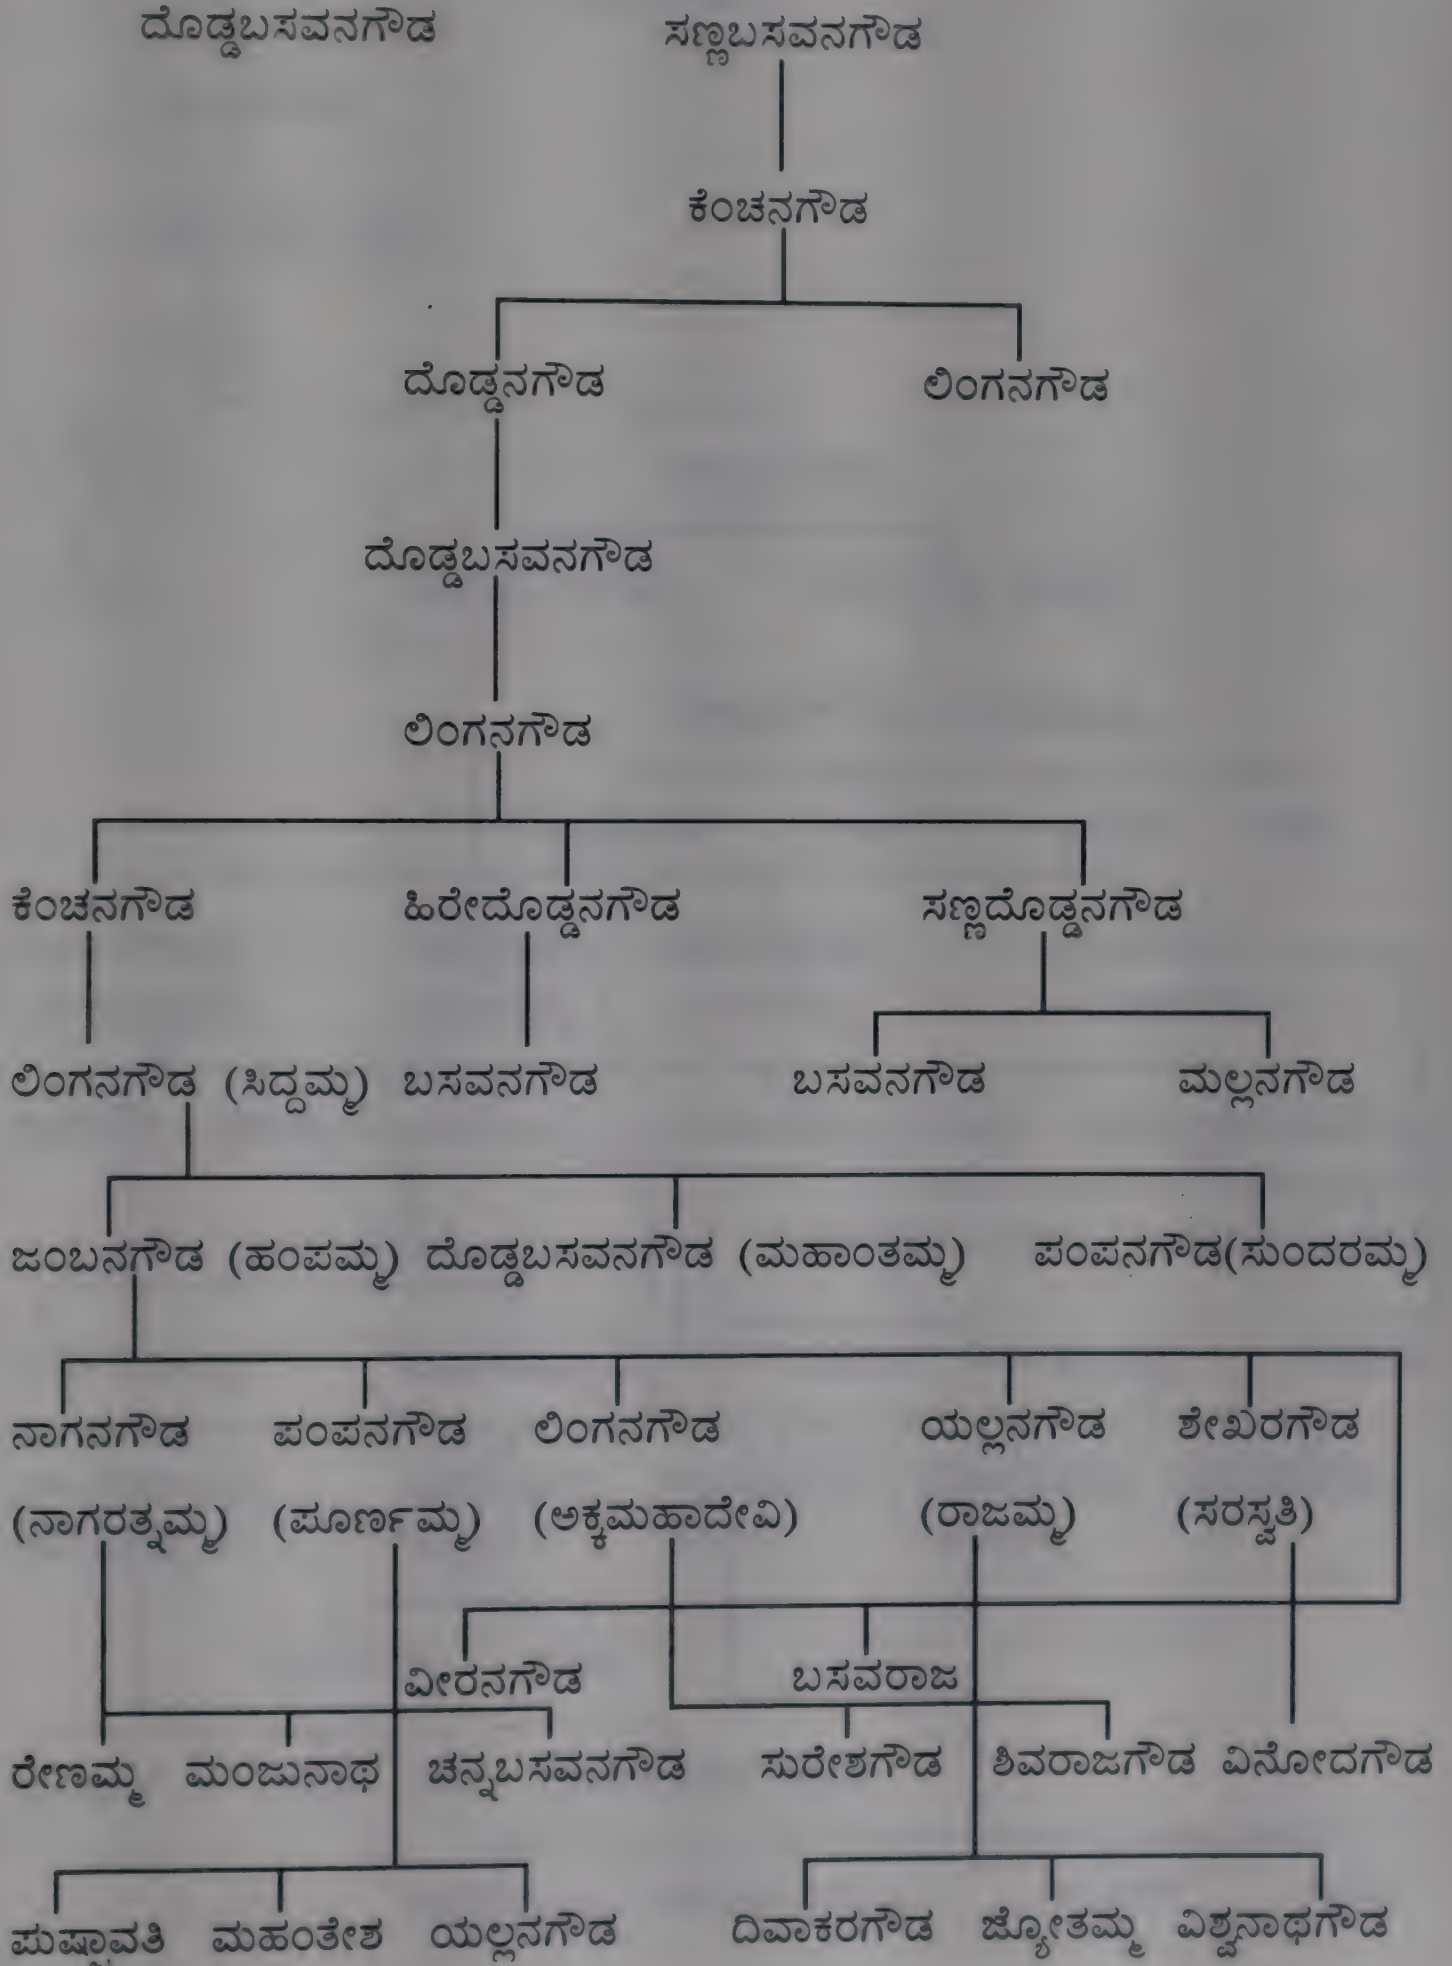 ದೊಡ್ಡಬಸವನಗೌಡ ಸಣ್ಣಬಸವನಗೌಡ
ಕೆಂಚನಗೌಡ
ದೊಡ್ಡನಗೌಡ ಲಿಂಗನಗೌಡ
ದೊಡ್ಡಬಸವನಗೌಡ
ಲಿಂಗನಗೌಡ
ಕೆಂಚನಗೌಡ ಹಿರೇದೊಡ್ಡನಗೌಡ ಸಣ್ಣದೊಡ್ಡನಗೌಡ
ಲಿಂಗನಗೌಡ (ಸಿದ್ದಮ್ಮ) ಬಸವನಗೌಡ ಬಸವನಗೌಡ ಮಲ್ಲನಗೌಡ
ಜಂಬನಗೌಡ (ಹಂಪಮ್ಮ) ದೊಡ್ಡಬಸವನಗೌಡ (ಮಹಾಂತಮ್ಮ) ಪಂಪನಗೌಡ(ಸುಂದರಮ್ಮ)
ನಾಗನಗೌಡ ಪಂಪನಗೌಡ ಲಿಂಗನಗೌಡ ಯಲ್ಲನಗೌಡ ಶೇಖರಗೌಡ
(ನಾಗರತ್ನಮ್ಮ) (ಪೂರ್ಣಮ್ಮ) (ಅಕ್ಕಮಹಾದೇವಿ) (ರಾಜಮ್ಮ) (ಸರಸ್ವತಿ)
ವೀರನಗೌಡ ಬಸವರಾಜ
ರೇಣಮ್ಮ ಮಂಜುನಾಥ ಚನ್ನಬಸವನಗೌಡ ಸುರೇಶಗೌಡ ಶಿವರಾಜಗೌಡ ವಿನೋದಗೌಡ
ಪುಷ್ಪಾವತಿ ಮಹಂತೇಶ ಯಲ್ಲನಗೌಡ ದಿವಾಕರಗೌಡ ಜ್ಯೋತಮ್ಮ ವಿಶ್ವನಾಥಗೌಡ